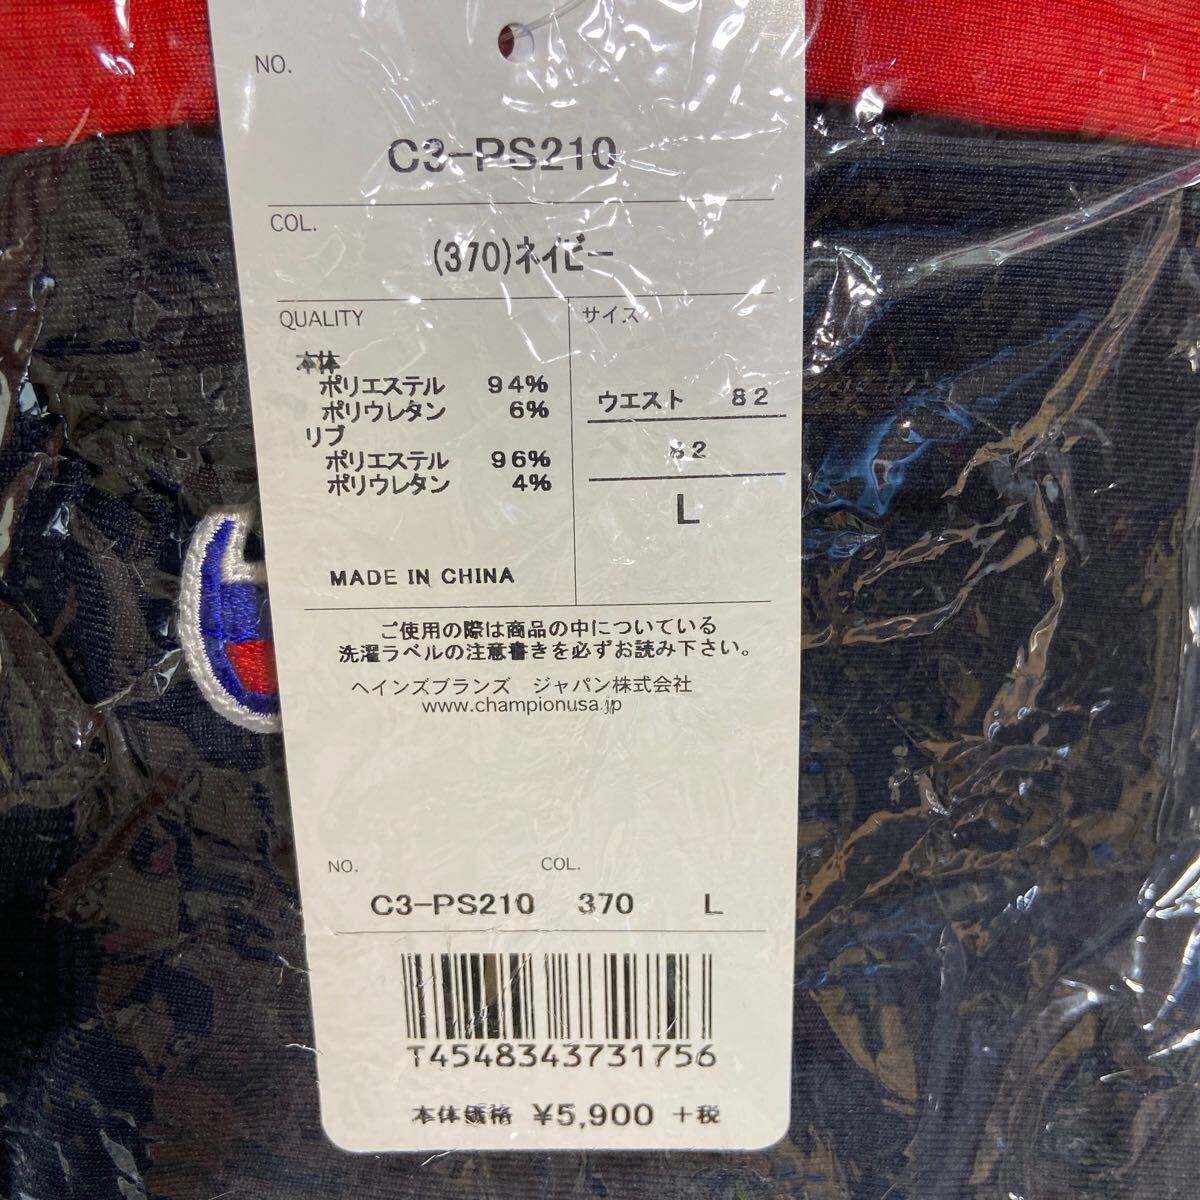 NO.
C3-PS210
COL.
(370)ネイビー
QUALITY
サイズ
本体
ポリエステル 94%
ポリウレタン 6%
リブ
ポリエステル 96%
ポリウレタン 4%
ウエスト 82
82
L
MADE IN CHINA
ご使用の際は商品の中についている
洗濯ラベルの注意書きを必ずお読み下さい。
ヘインズブランズ ジャパン株式会社
www.championusa.jp
NO. COL.
C3-PS210 370 L
T4548343731756
本体価格 ¥5,900 +税